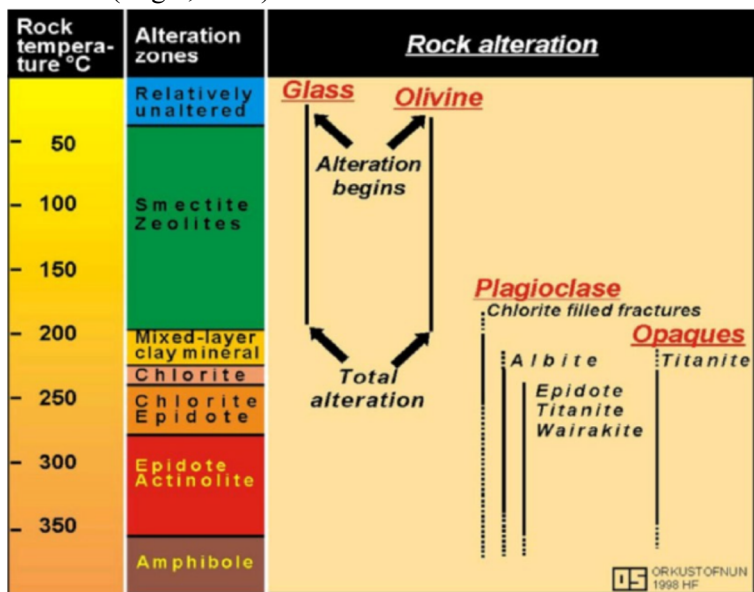 Rock
tempera-
ture °C
Alteration
zones
Rock alteration
Relatively
unaltered
Glass
Olivine
50
Alteration
begins
100
Smectite
Zeolites
150
Plagioclase
Chlorite filled fractures
200
Mixed-layer
clay mineral
Opaques
Total
alteration
Albite
Titanite
Chlorite
250
Chlorite
Epidote
Epidote
Titanite
Wairakite
300
Epidote
Actinolite
350
Amphibole
OS
ORKUSTOFNUN
1998 HF